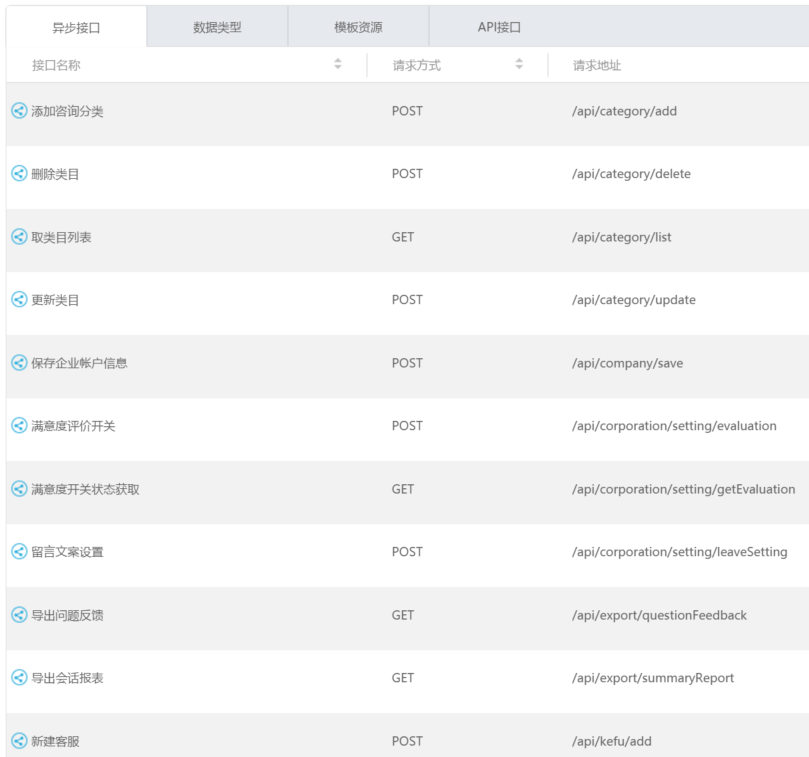 异步接口 数据类型 模板资源 API接口
接口名称 请求方式 请求地址
添加咨询分类 POST /api/category/add
删除类目 POST /api/category/delete
取类目列表 GET /api/category/list
更新类目 POST /api/category/update
保存企业帐户信息 POST /api/company/save
满意度评价开关 POST /api/corporation/setting/evaluation
满意度开关状态获取 GET /api/corporation/setting/getEvaluation
留言文案设置 POST /api/corporation/setting/leaveSetting
导出问题反馈 GET /api/export/questionFeedback
导出会话报表 GET /api/export/summaryReport
新建客服 POST /api/kefu/add